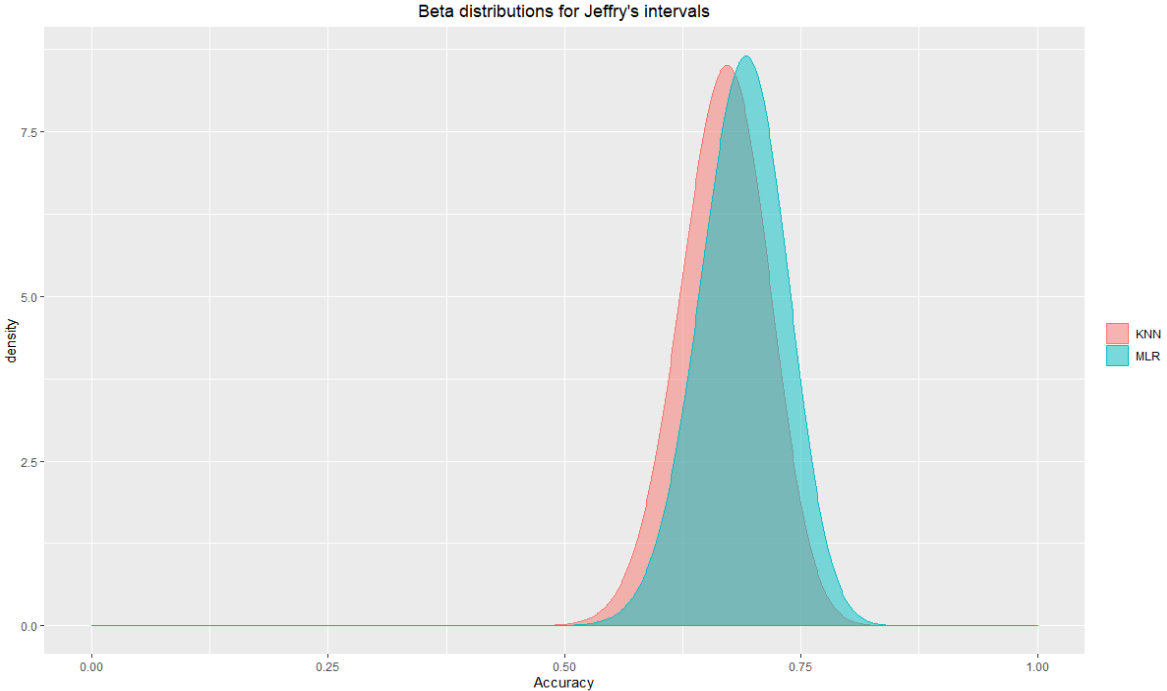 Beta distributions for Jeffry's intervals
7.5
5.0
2.5
0.0
density
0.00 0.25 0.50 0.75 1.00
Accuracy
KNN
MLR